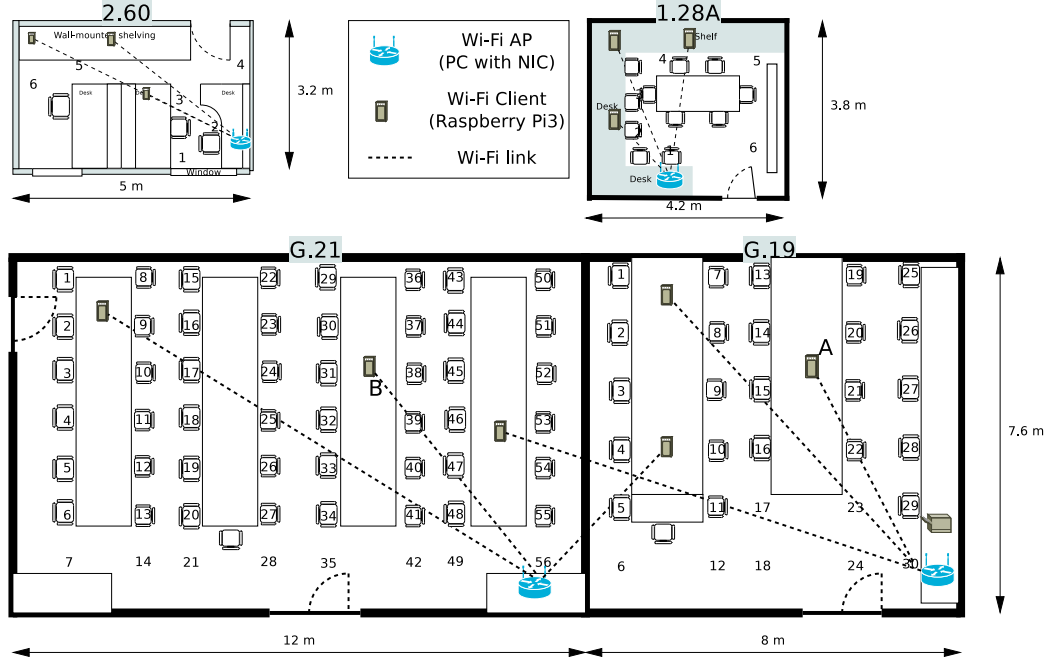 2.60
Wall-mounted shelving
5
4
6
Desk
Desk
3
2
1
Window
3.2 m
5 m
Wi-Fi AP
(PC with NIC)
Wi-Fi Client
(Raspberry Pi3)
Wi-Fi link
1.28A
Shelf
4
5
Desk
1
6
Desk
3.8 m
4.2 m
G.21
G.19
1 8 15 22 29 36 43 50
2 9 16 23 30 37 44 51
3 10 17 24 31 38 45 52
4 11 18 25 32 39 46 53
5 12 19 26 33 40 47 54
6 13 20 27 34 41 48 55
7 14 21 28 35 42 49 56
B
1 7 13 19 25
2 8 14 20 26
3 9 15 21 27
4 10 16 22 28
5 11 17 23 29
6 12 18 24 30
A
7.6 m
12 m
8 m